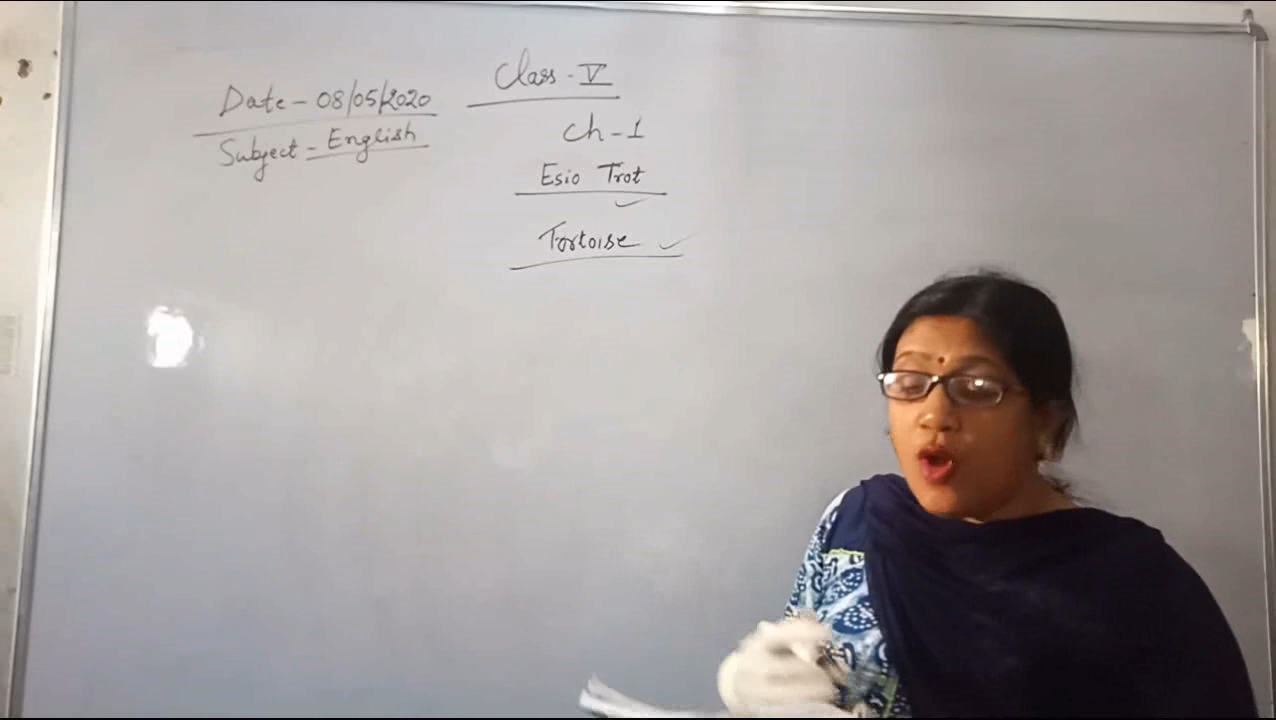 Class - V
Date - 08/05/2020
Subject - English
Ch - 1
Esio Trot
Tortoise